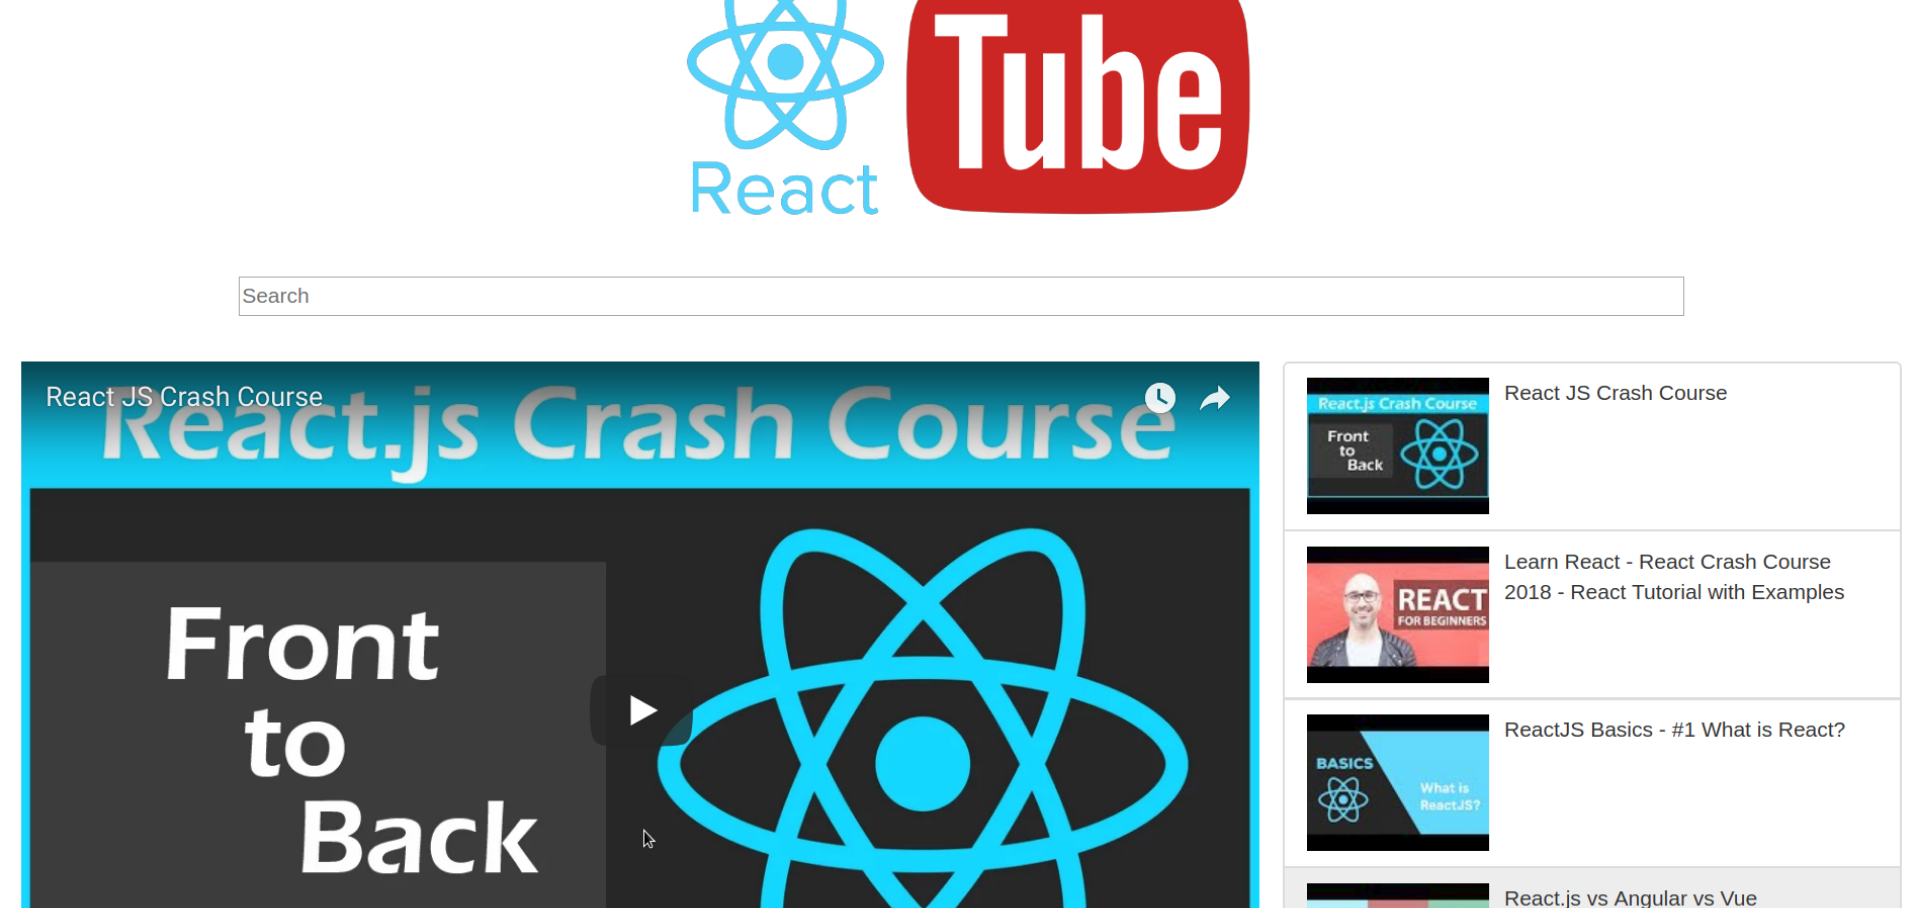 React
Tube
Search
React JS Crash Course
React.js Crash Course
Front
to
Back
React.js Crash Course
Front
to
Back
React JS Crash Course
REACT
FOR BEGINNERS
Learn React - React Crash Course
2018 - React Tutorial with Examples
BASICS
What is
ReactJS?
ReactJS Basics - #1 What is React?
React.js vs Angular vs Vue